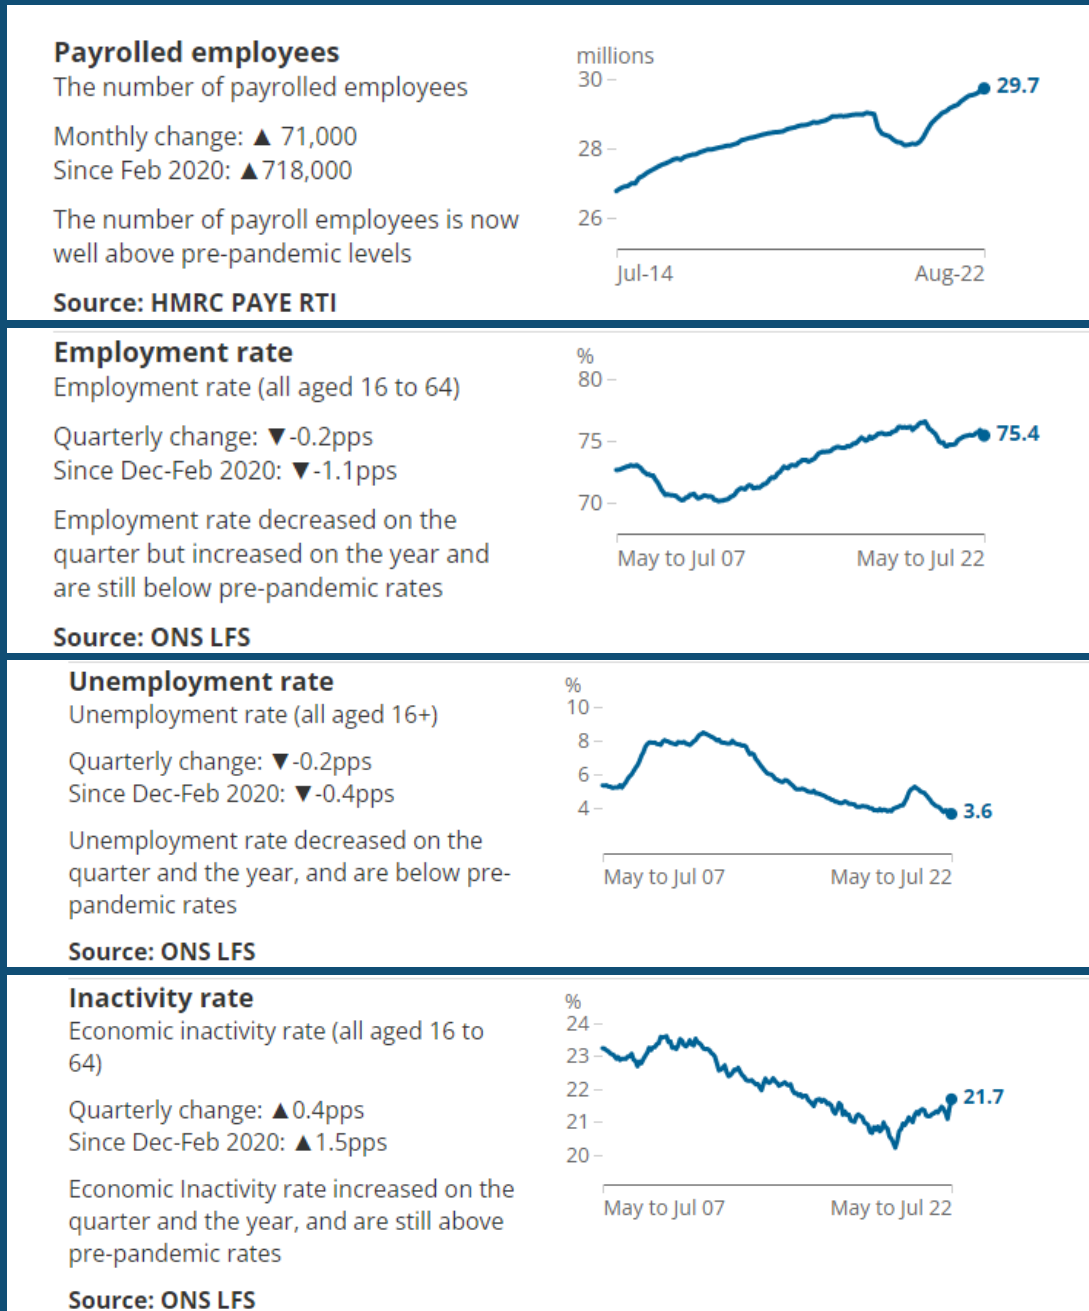 Payrolled employees
The number of payrolled employees
Monthly change: ▲ 71,000
Since Feb 2020: ▲718,000
The number of payroll employees is now
well above pre-pandemic levels
Source: HMRC PAYE RTI
millions
30
28
26
29.7
Jul-14
Aug-22
Employment rate
Employment rate (all aged 16 to 64)
Quarterly change: ▼-0.2pps
Since Dec-Feb 2020: ▼-1.1pps
Employment rate decreased on the
quarter but increased on the year and
are still below pre-pandemic rates
Source: ONS LFS
%
80
75
70
75.4
May to Jul 07
May to Jul 22
Unemployment rate
Unemployment rate (all aged 16+)
Quarterly change: ▼-0.2pps
Since Dec-Feb 2020: ▼-0.4pps
Unemployment rate decreased on the
quarter and the year, and are below pre-
pandemic rates
Source: ONS LFS
%
10
8
6
4
3.6
May to Jul 07
May to Jul 22
Inactivity rate
Economic inactivity rate (all aged 16 to
64)
Quarterly change: ▲0.4pps
Since Dec-Feb 2020: ▲1.5pps
Economic Inactivity rate increased on the
quarter and the year, and are still above
pre-pandemic rates
Source: ONS LFS
%
24
23
22
21
20
21.7
May to Jul 07
May to Jul 22